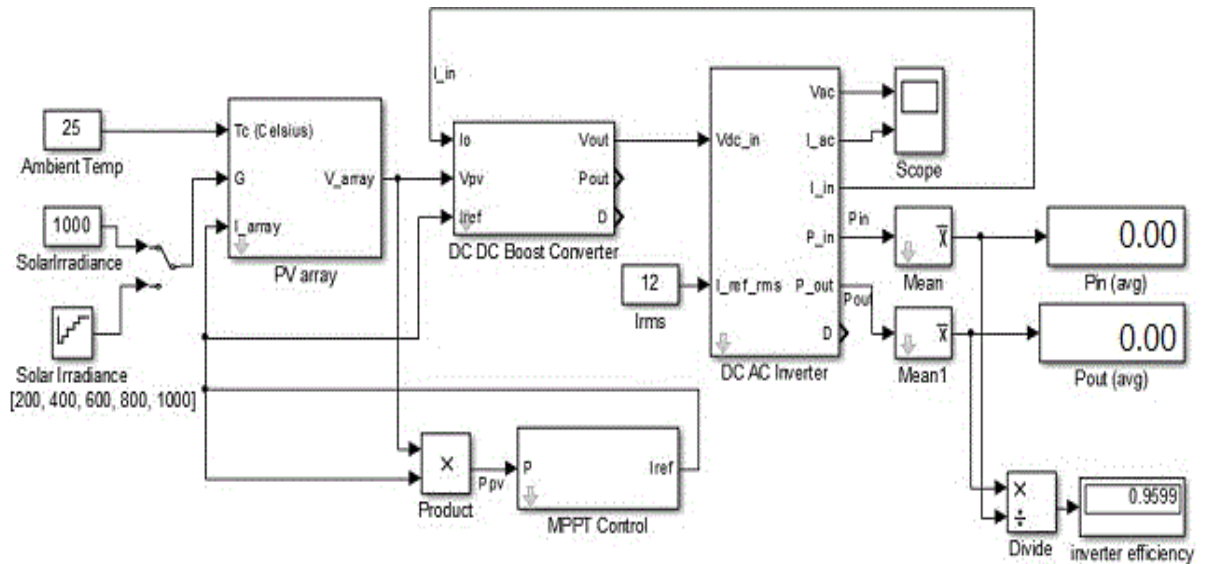 I_in
25
Ambient Temp
1000
SolarIrradiance
Solar Irradiance
[200, 400, 600, 800, 1000]
Tc (Celsius)
G
I_array
V_array
PV array
Io
Vpv
Iref
Vout
Pout
D
DC DC Boost Converter
12
Irms
Vdc_in
I_ref_rms
Vac
I_ac
I_in
P_in
P_out
D
DC AC Inverter
Scope
Pin
Pout
x
Mean
x
Mean1
0.00
Pin (avg)
0.00
Pout (avg)
×
Product
Ppv
P
Iref
MPPT Control
×
÷
Divide
0.9599
inverter efficiency